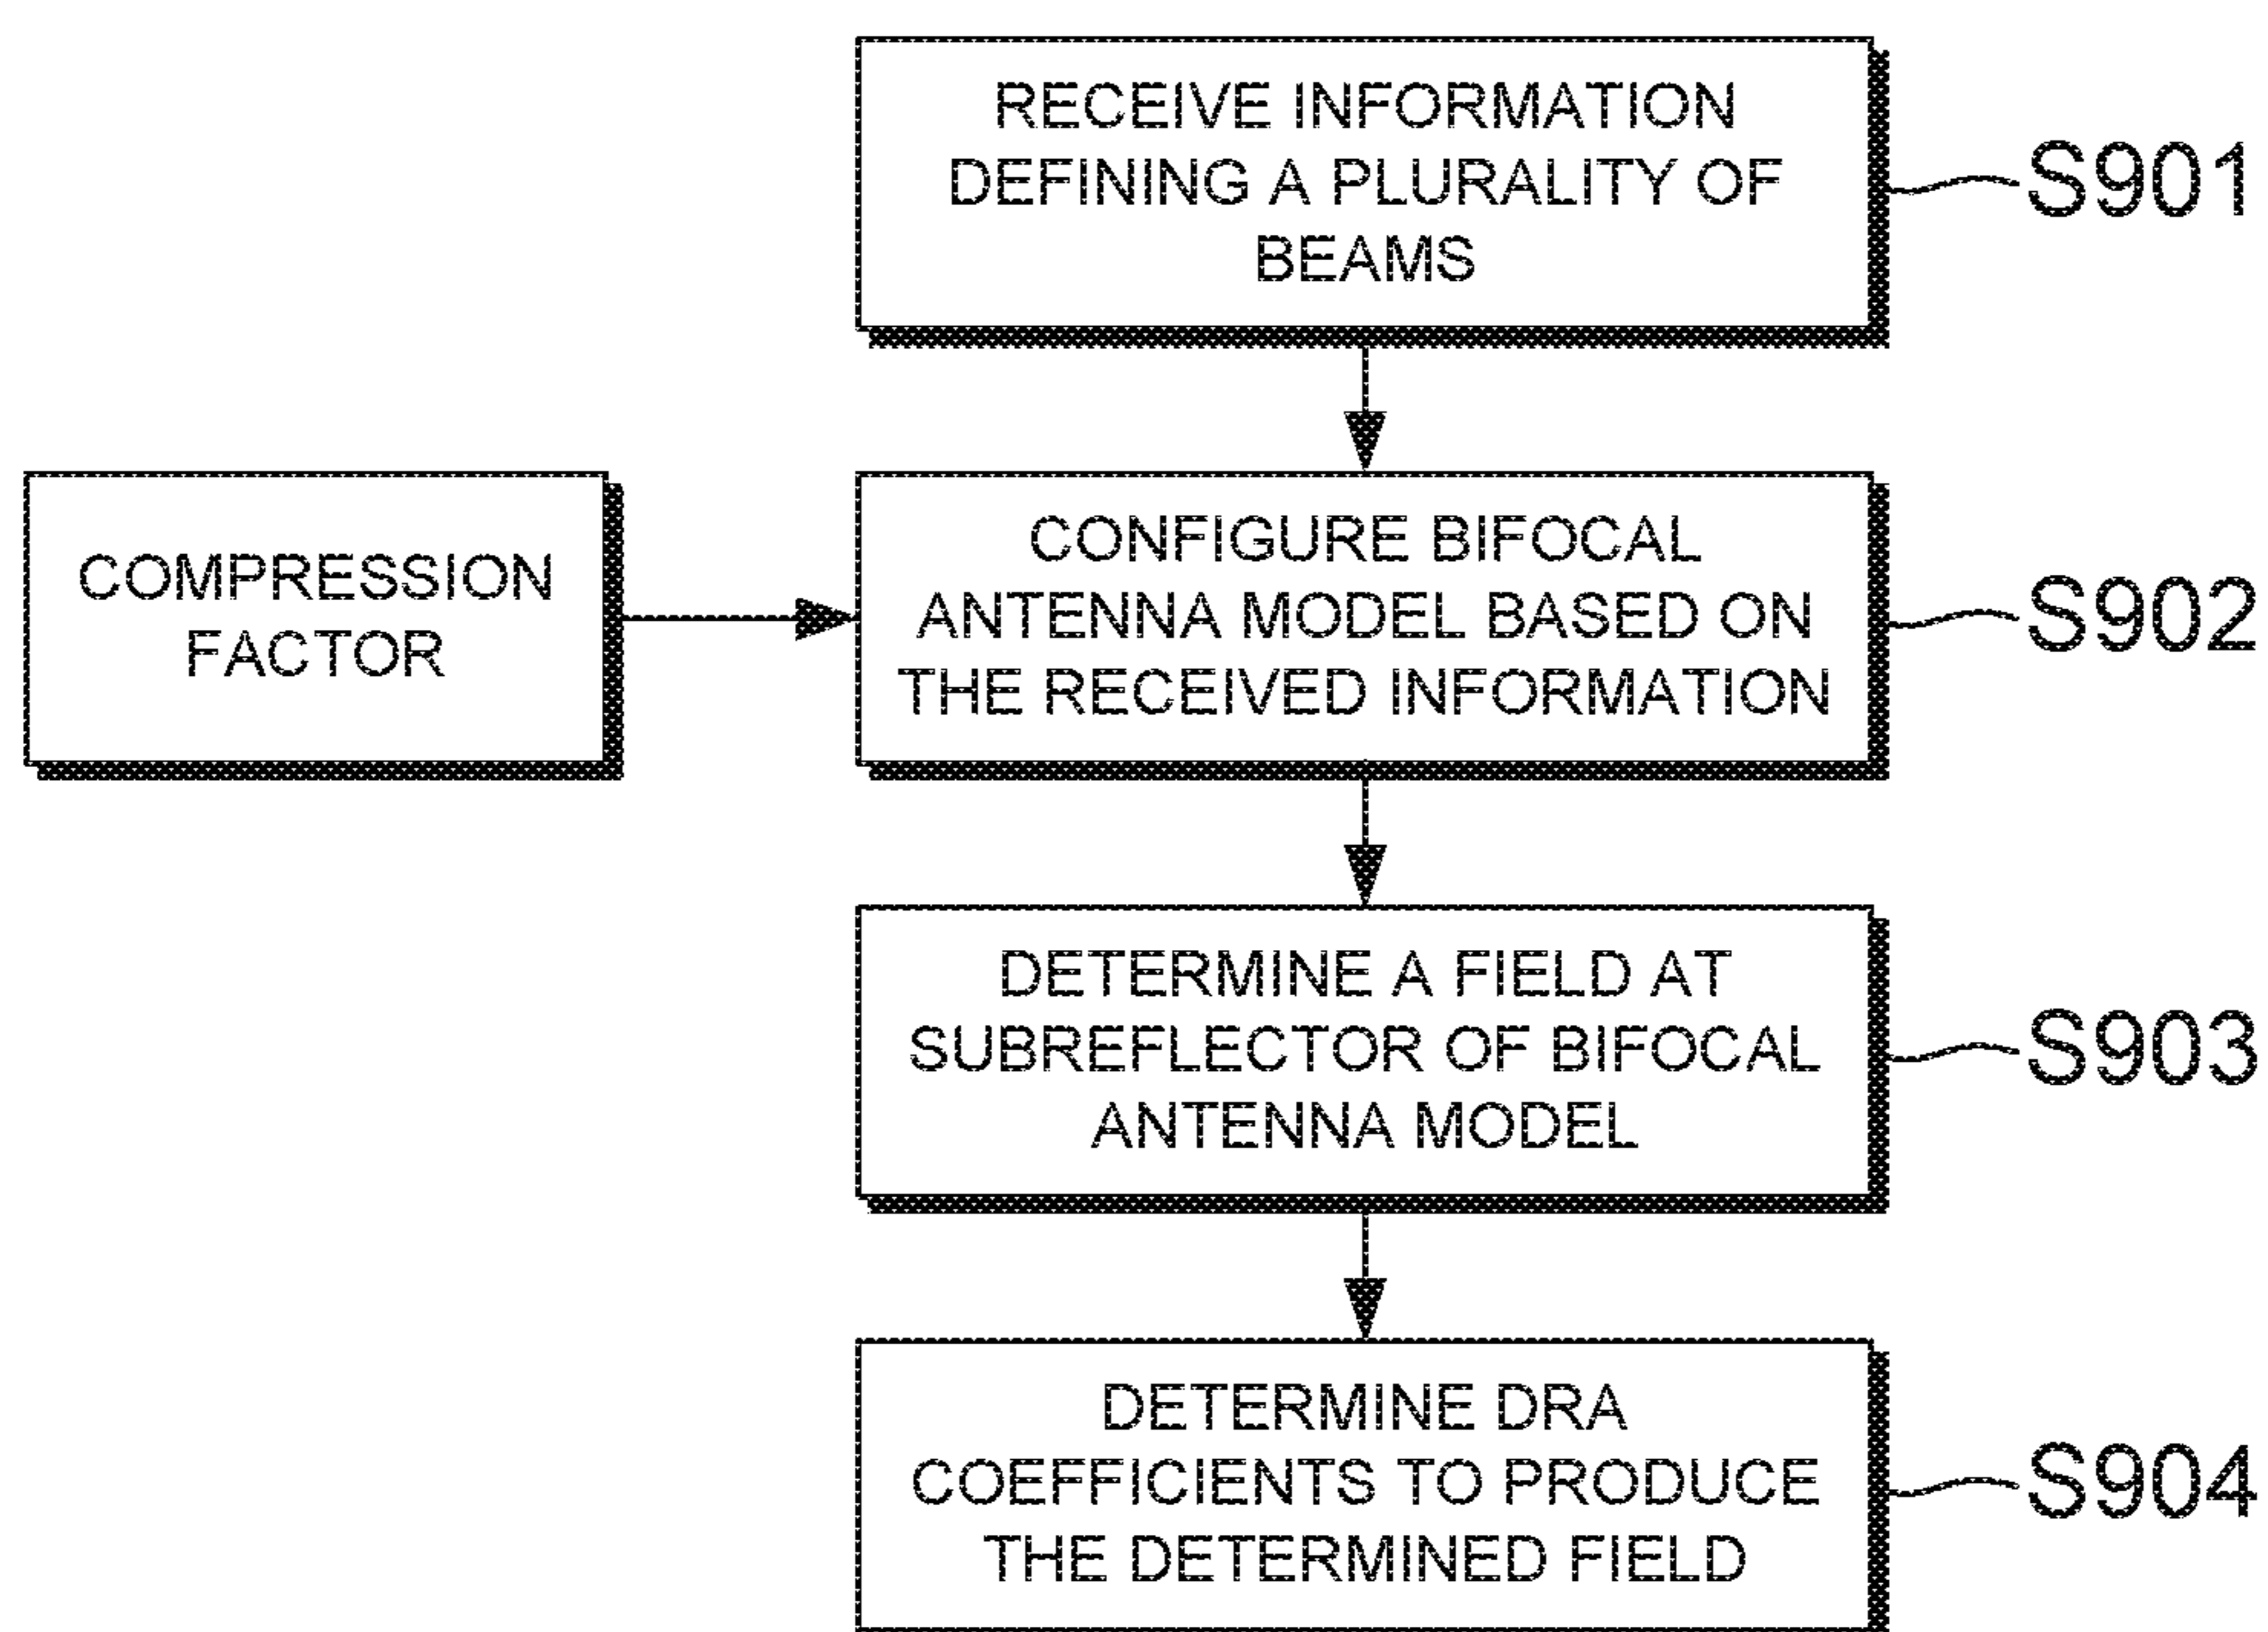 RECEIVE INFORMATION
DEFINING A PLURALITY OF
BEAMS
S901
COMPRESSION
FACTOR
CONFIGURE BIFOCAL
ANTENNA MODEL BASED ON
THE RECEIVED INFORMATION
S902
DETERMINE A FIELD AT
SUBREFLECTOR OF BIFOCAL
ANTENNA MODEL
S903
DETERMINE DRA
COEFFICIENTS TO PRODUCE
THE DETERMINED FIELD
S904